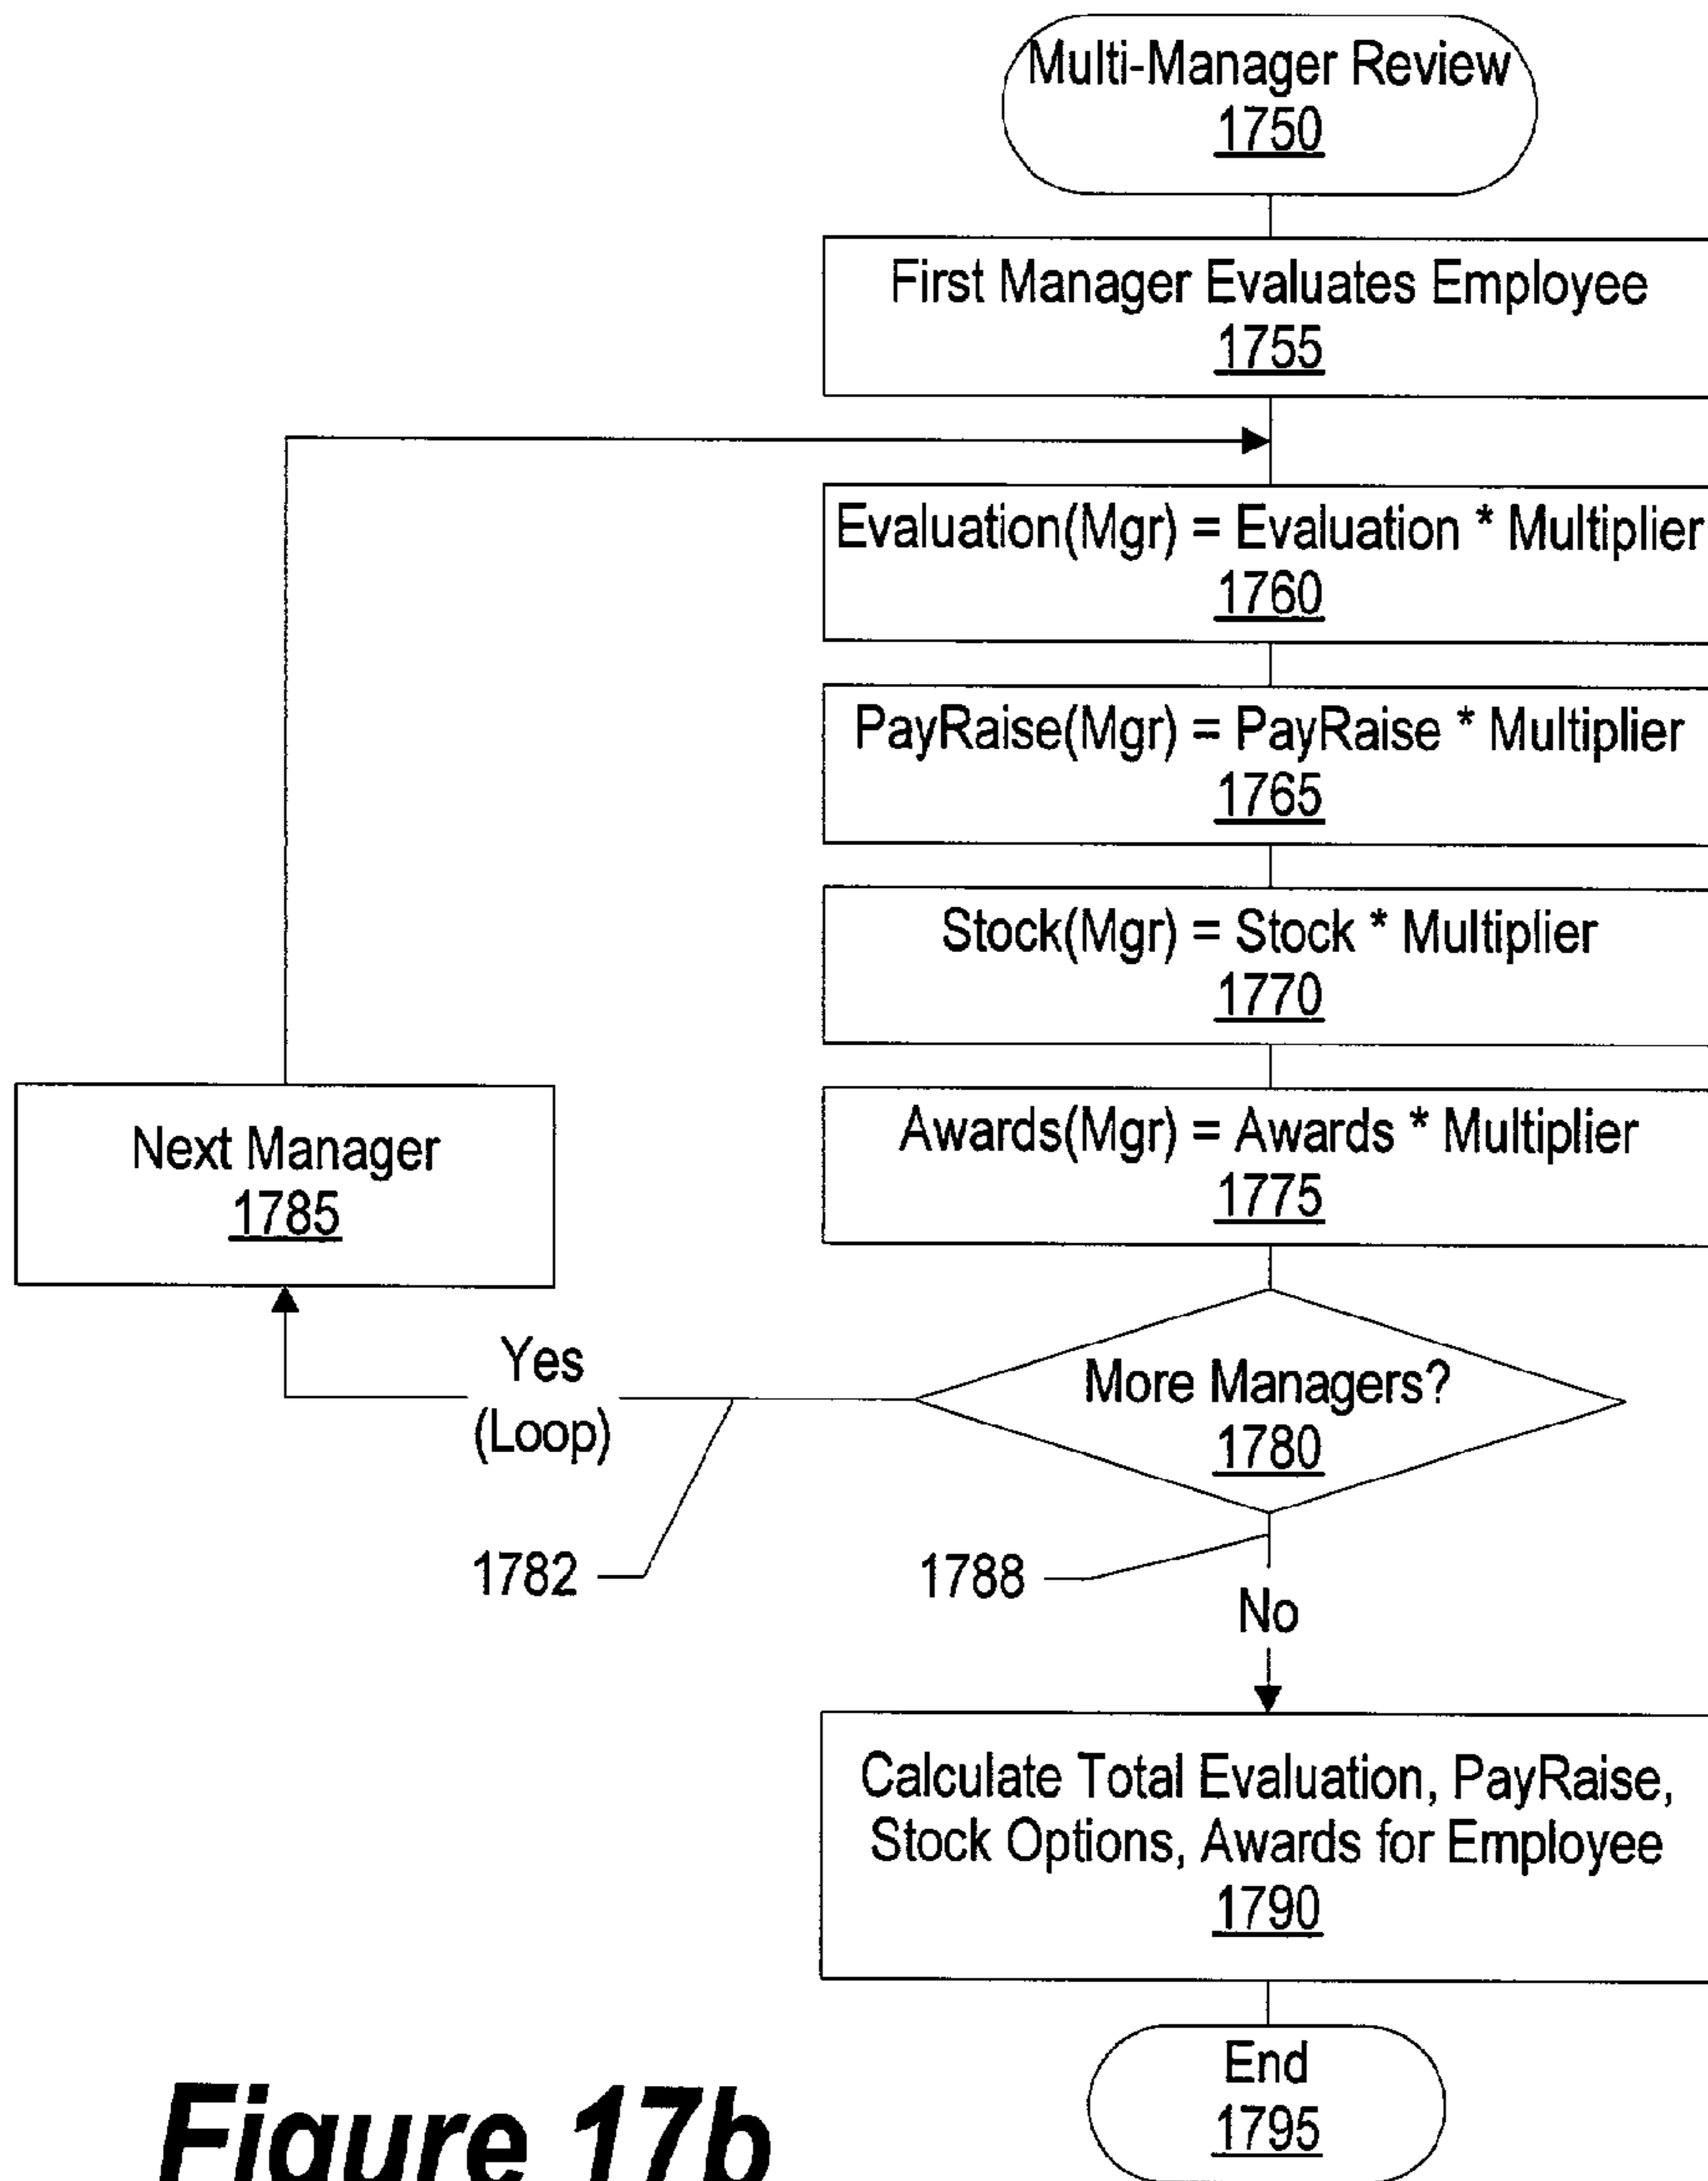 Multi-Manager Review
1750
First Manager Evaluates Employee
1755
Evaluation(Mgr) = Evaluation * Multiplier
1760
PayRaise(Mgr) = PayRaise * Multiplier
1765
Stock(Mgr) = Stock * Multiplier
1770
Awards(Mgr) = Awards * Multiplier
1775
Next Manager
1785
More Managers?
1780
Yes
(Loop)
1782
1788
No
Calculate Total Evaluation, PayRaise,
Stock Options, Awards for Employee
1790
End
1795
Figure 17b